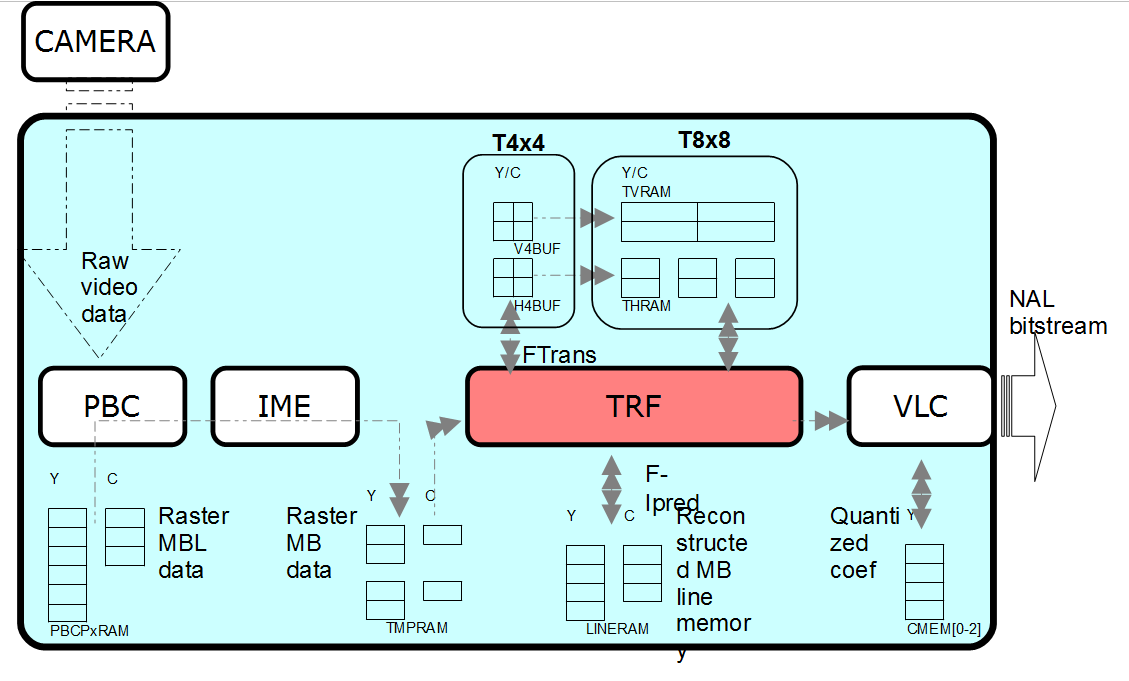 CAMERA
T4x4
T8x8
Y/C
Y/C
TVRAM
V4BUF
H4BUF
THRAM
Raw
video
data
FTrans
NAL
bitstream
PBC
IME
TRF
VLC
Y
C
Raster
MBL
data
PBCPxRAM
Raster
MB
data
Y
C
TMPRAM
F-
Ipred
Y
C
Recon
structe
d MB
line
memor
y
LINERAM
Quanti
zed
coef
Y
CMEM[0-2]